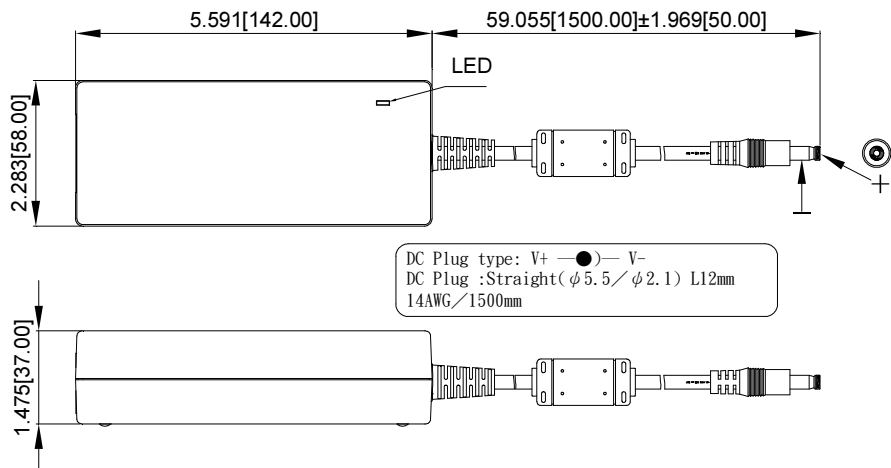 5.591[142.00]
59.055[1500.00]±1.969[50.00]
LED
2.283[58.00]
+
DC Plug type: V+ —●)— V-
DC Plug :Straight(φ5.5／φ2.1) L12mm
14AWG／1500mm
1.475[37.00]